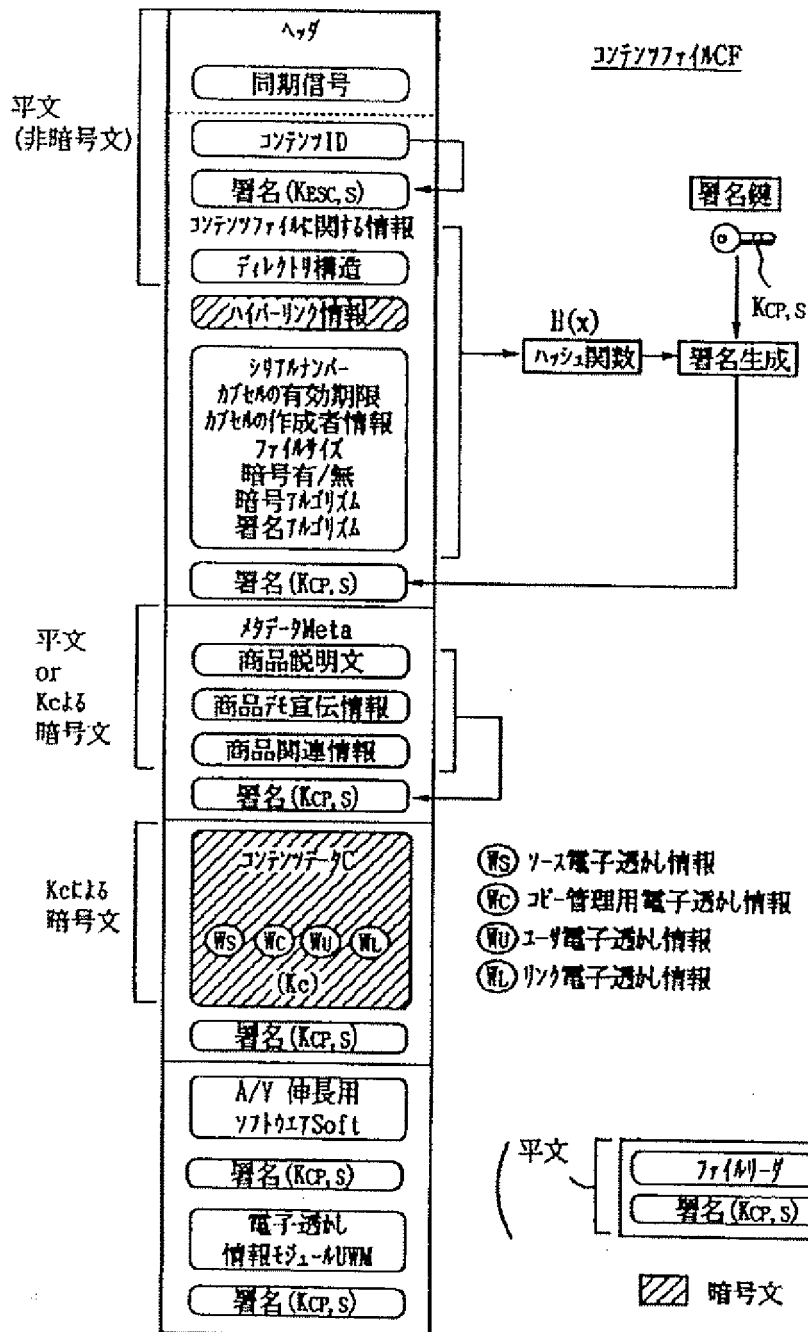 ヘッダ
コンテンツファイルCF
同期信号
平文
(非暗号文)
コンテンツID
署名(KESC,S)
コンテンツファイルに関する情報
ディレクトリ構造
ハイパーリンク情報
署名鍵
KCP,S
H(x)
ハッシュ関数
署名生成
シリアルナンバー
カプセルの有効期限
カプセルの作成者情報
ファイルサイズ
暗号有/無
暗号アルゴリズム
署名アルゴリズム
署名(KCP,S)
平文
or
Kcよる
暗号文
メタデータMeta
商品説明文
商品デモ宣伝情報
商品関連情報
署名(KCP,S)
Kcによる
暗号文
コンテンツデータC
WS WC WU WL
(Kc)
署名(KCP,S)
WS ソース電子透かし情報
WC コピー管理用電子透かし情報
WU ユーザ電子透かし情報
WL リンク電子透かし情報
A/V 伸長用
ソフトウエアSoft
署名(KCP,S)
電子透かし
情報モジュールUWM
署名(KCP,S)
平文
ファイルリーダ
署名(KCP,S)
暗号文